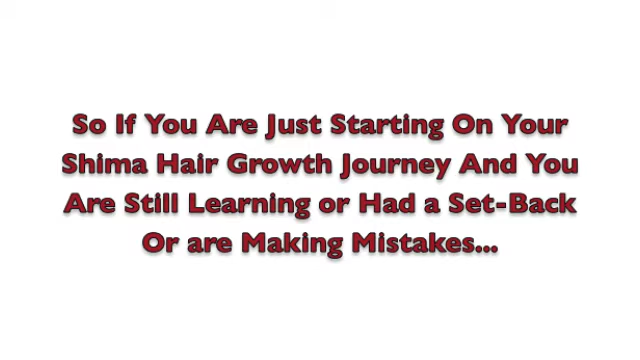 So If You Are Just Starting On Your
Shima Hair Growth Journey And You
Are Still Learning or Had a Set-Back
Or are Making Mistakes...